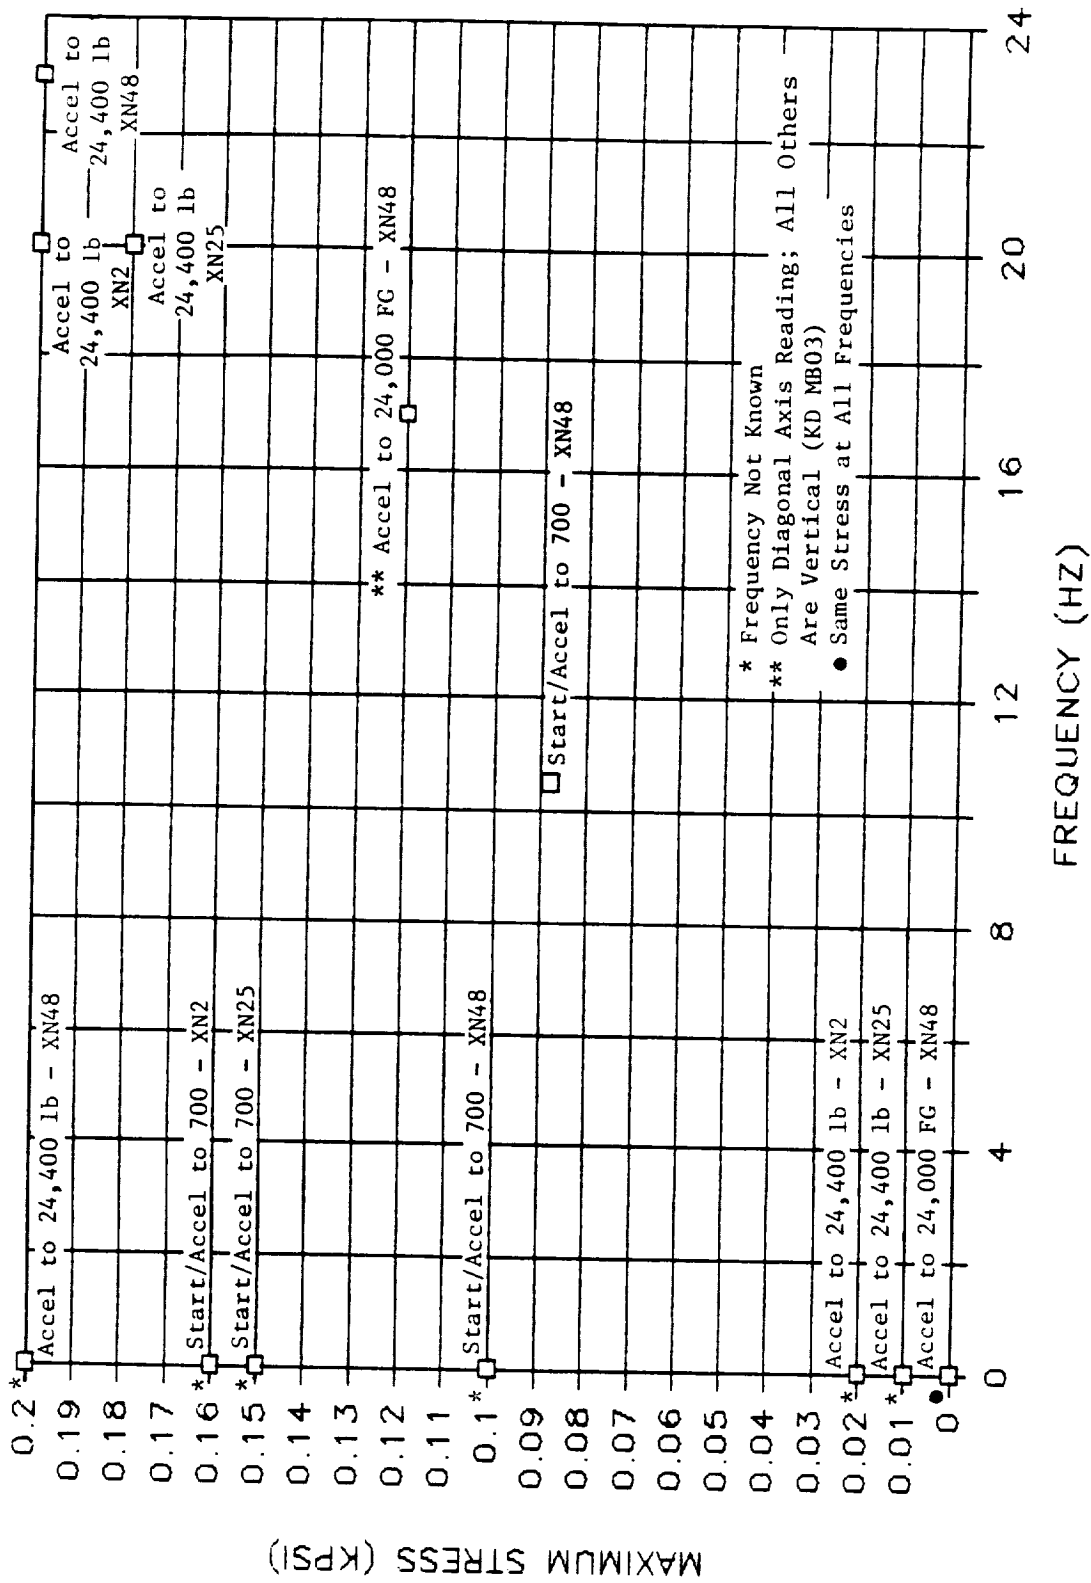 MAXIMUM STRESS (KPSI)
0.2 *
0.19
0.18
0.17
0.16 *
0.15 *
0.14
0.13
0.12
0.11
0.1 *
0.09
0.08
0.07
0.06
0.05
0.04
0.03
0.02 *
0.01 *
● 0
Accel to 24,400 lb - XN48
Start/Accel to 700 - XN2
Start/Accel to 700 - XN25
Start/Accel to 700 - XN48
Accel to 24,400 lb - XN2
Accel to 24,400 lb - XN25
Accel to 24,000 FG - XN48
Accel to
24,400 lb
XN2
Accel to
24,400 lb
XN48
Accel to
24,400 lb
XN25
** Accel to 24,000 FG - XN48
Start/Accel to 700 - XN48
* Frequency Not Known
** Only Diagonal Axis Reading; All Others
Are Vertical (KD MB03)
● Same Stress at All Frequencies
0 4 8 12 16 20 24
FREQUENCY (HZ)